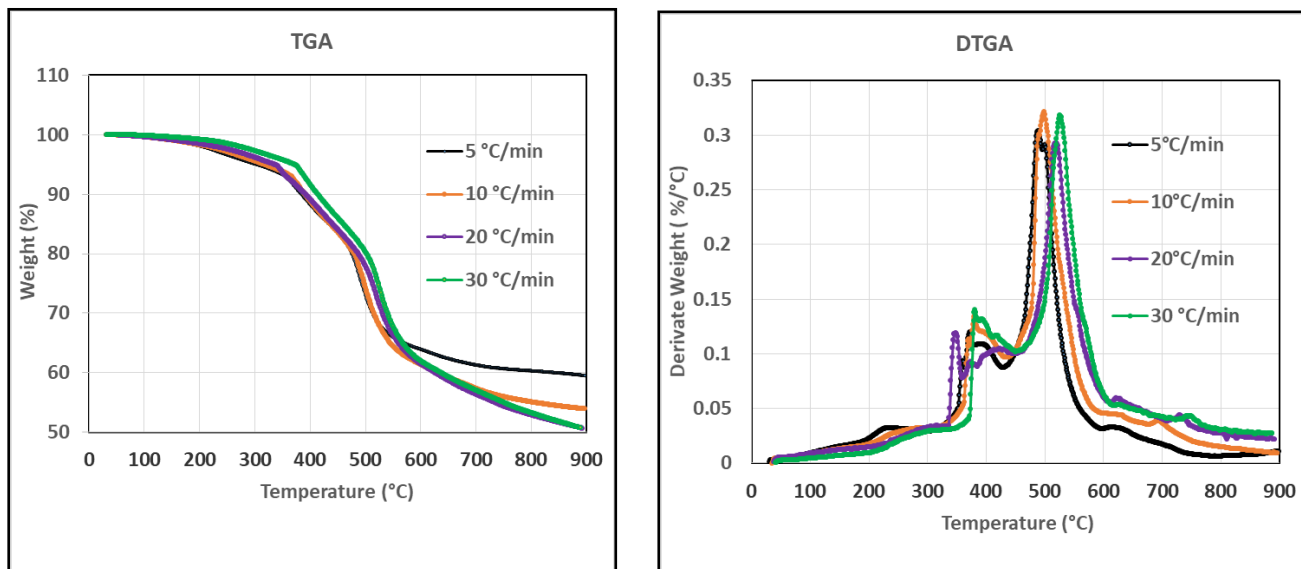 TGA
110
100
90
80
70
60
50
0 100 200 300 400 500 600 700 800 900
Weight (%)
Temperature (°C)
5 °C/min
10 °C/min
20 °C/min
30 °C/min
DTGA
0.35
0.3
0.25
0.2
0.15
0.1
0.05
0
0 100 200 300 400 500 600 700 800 900
Derivate Weight ( %/°C)
Temperature (°C)
5°C/min
10°C/min
20°C/min
30 °C/min